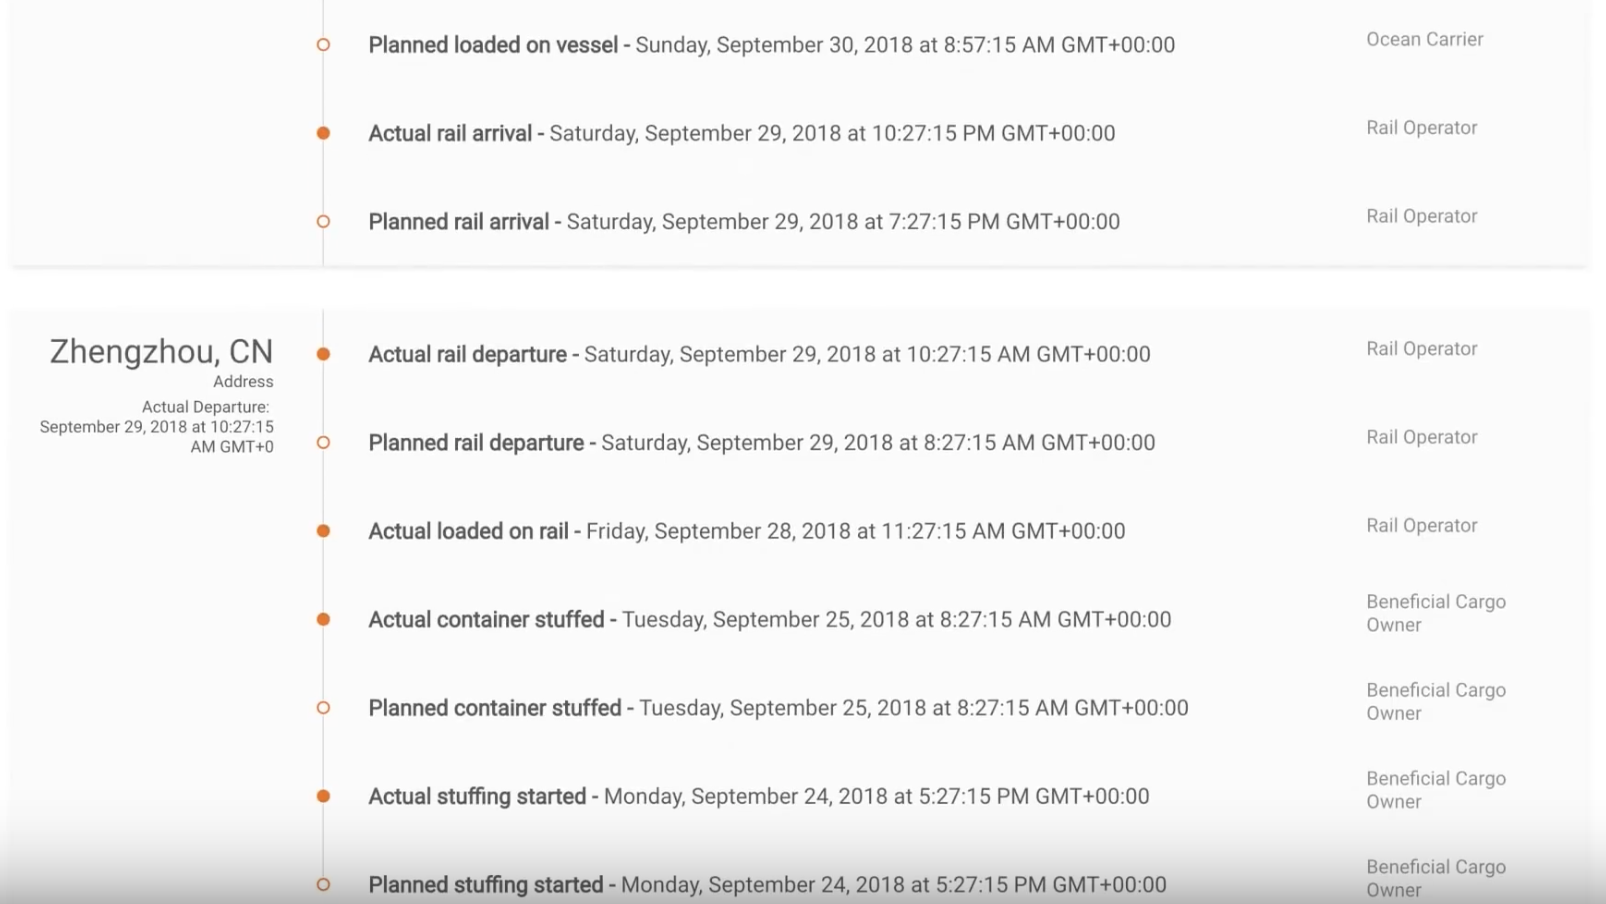 Planned loaded on vessel - Sunday, September 30, 2018 at 8:57:15 AM GMT+00:00
Ocean Carrier
Actual rail arrival - Saturday, September 29, 2018 at 10:27:15 PM GMT+00:00
Rail Operator
Planned rail arrival - Saturday, September 29, 2018 at 7:27:15 PM GMT+00:00
Rail Operator
Zhengzhou, CN
Address
Actual Departure:
September 29, 2018 at 10:27:15
AM GMT+0
Actual rail departure - Saturday, September 29, 2018 at 10:27:15 AM GMT+00:00
Rail Operator
Planned rail departure - Saturday, September 29, 2018 at 8:27:15 AM GMT+00:00
Rail Operator
Actual loaded on rail - Friday, September 28, 2018 at 11:27:15 AM GMT+00:00
Rail Operator
Actual container stuffed - Tuesday, September 25, 2018 at 8:27:15 AM GMT+00:00
Beneficial Cargo
Owner
Planned container stuffed - Tuesday, September 25, 2018 at 8:27:15 AM GMT+00:00
Beneficial Cargo
Owner
Actual stuffing started - Monday, September 24, 2018 at 5:27:15 PM GMT+00:00
Beneficial Cargo
Owner
Planned stuffing started - Monday, September 24, 2018 at 5:27:15 PM GMT+00:00
Beneficial Cargo
Owner